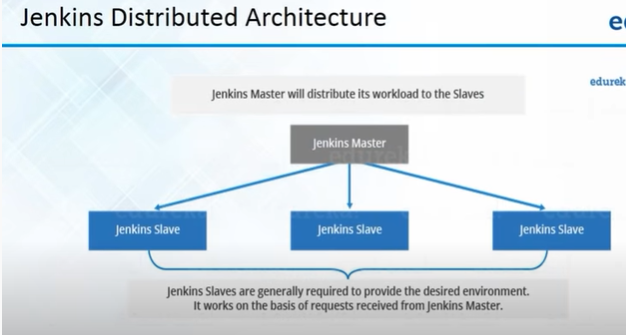 Jenkins Distributed Architecture
Jenkins Master will distribute its workload to the Slaves
edurek
Jenkins Master
Jenkins Slave
Jenkins Slave
Jenkins Slave
Jenkins Slaves are generally required to provide the desired environment.
It works on the basis of requests received from Jenkins Master.